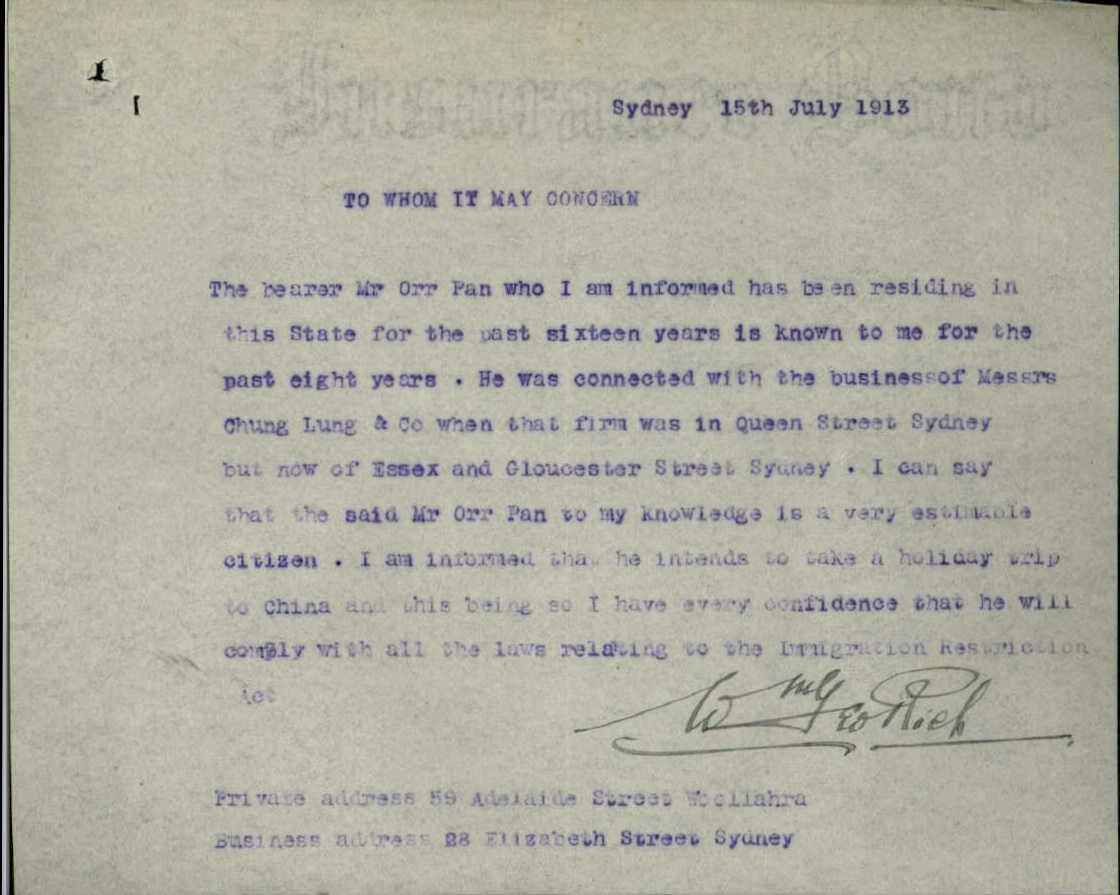 Sydney 15th July 1913
TO WHOM IT MAY CONCERN
The bearer Mr Orr Pan who I am informed has been residing in
this State for the past sixteen years is known to me for the
past eight years . He was connected with the businessof Messrs
Chung Lung & Co when that firm was in Queen Street Sydney
but now of Essex and Gloucester Street Sydney . I can say
that the said Mr Orr Pan to my knowledge is a very estimable
citizen . I am informed that he intends to take a holiday trip
to China and this being so I have every confidence that he will
comply with all the laws relating to the Immigration Restriction
Act
Wm Geo Rich
Private address 59 Adelaide Street Woollahra
Business address 28 Elizabeth Street Sydney